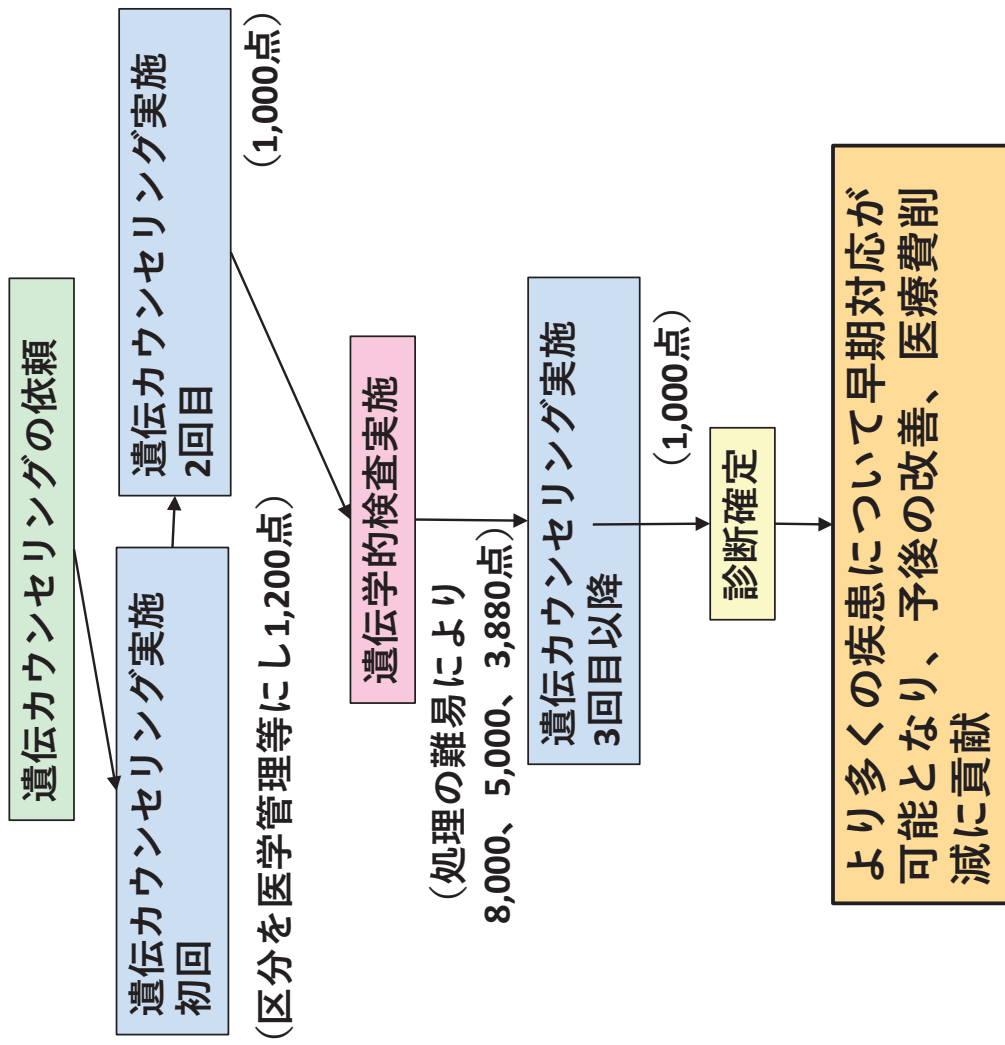 遺伝カウンセリングの依頼
遺伝カウンセリング実施
初回
(区分を医学管理等にし1,200点)
遺伝カウンセリング実施
2回目
(1,000点)
遺伝学的検査実施
(処理の難易により
8,000、5,000、3,880点)
遺伝カウンセリング実施
3回目以降
(1,000点)
診断確定
より多くの疾患について早期対応が
可能となり、予後の改善、医療費削
減に貢献